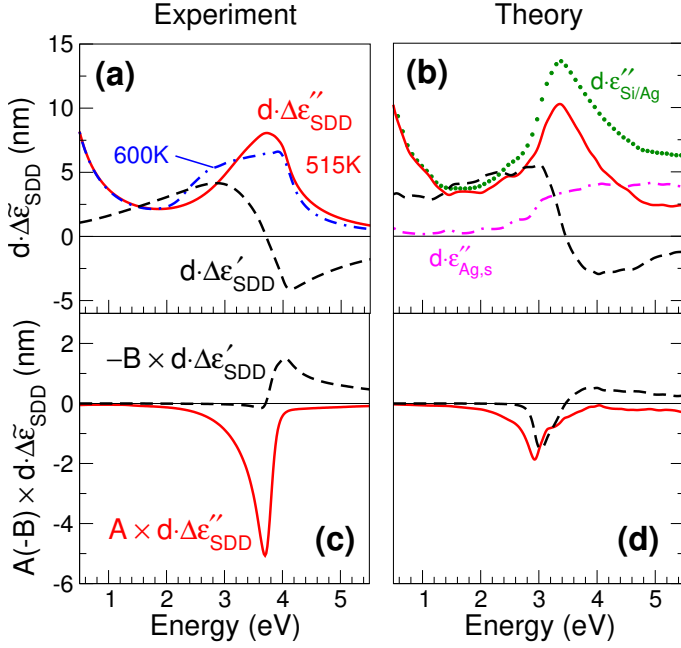 Experiment
Theory
15
10
5
0
-5
d·Δε̃SDD (nm)
(a)
d·Δε″SDD
600K
515K
d·Δε′SDD
(b)
d·ε″Si/Ag
d·ε″Ag,s
2
0
-2
-4
-6
A(-B) × d·Δε̃SDD (nm)
−B × d·Δε′SDD
A × d·Δε″SDD
(c)
(d)
1 2 3 4 5
1 2 3 4 5
Energy (eV)
Energy (eV)